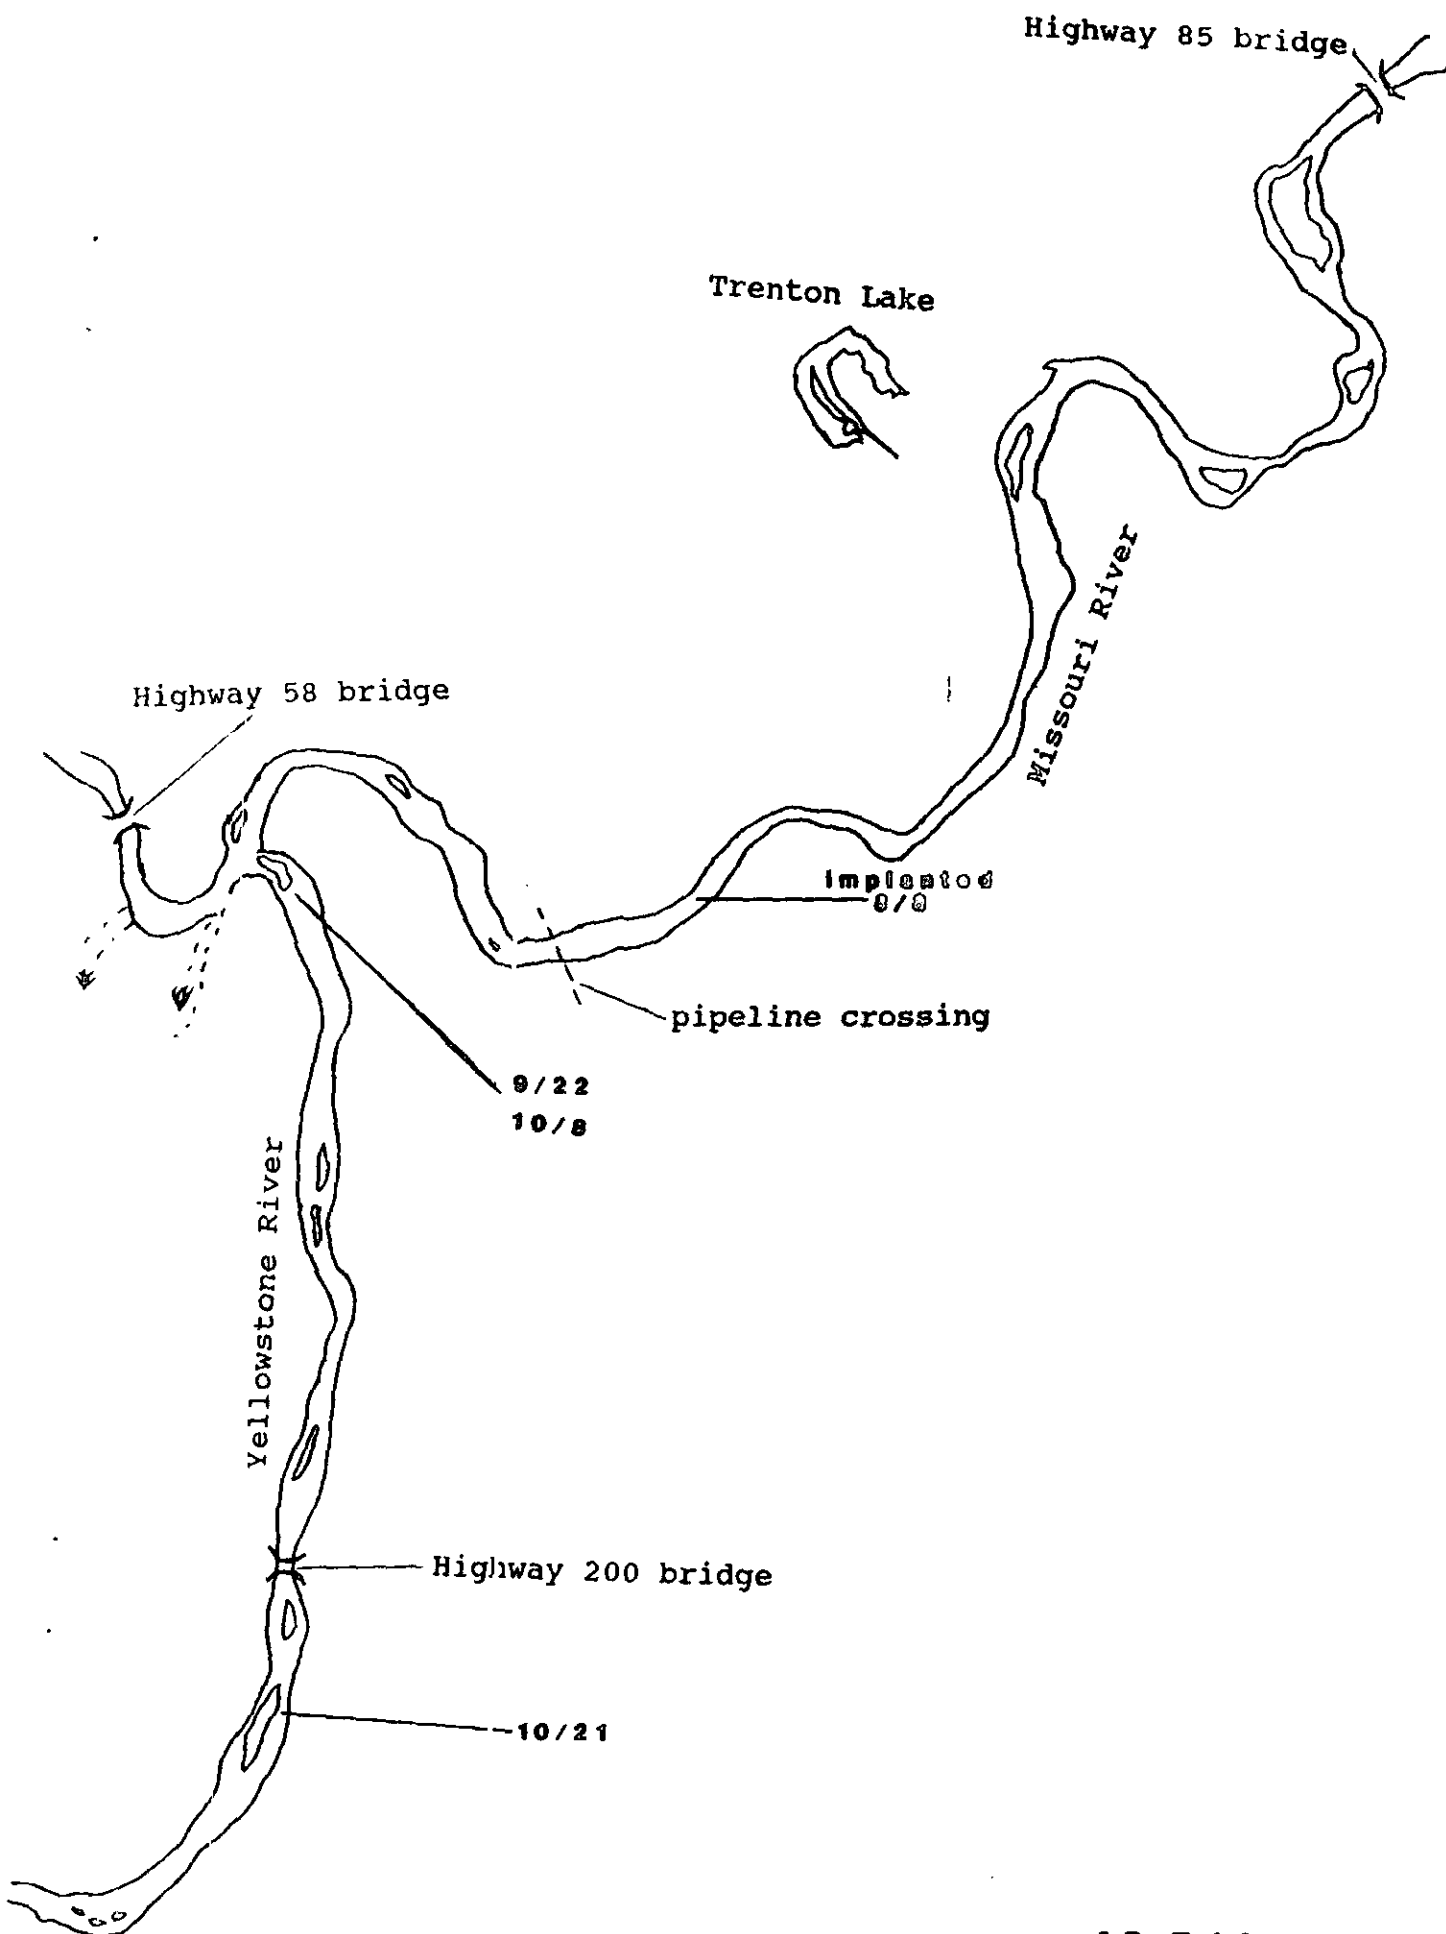 Highway 85 bridge
Trenton Lake
Missouri River
Highway 58 bridge
implanted
pipeline crossing
9/22
10/8
Yellowstone River
Highway 200 bridge
10/21